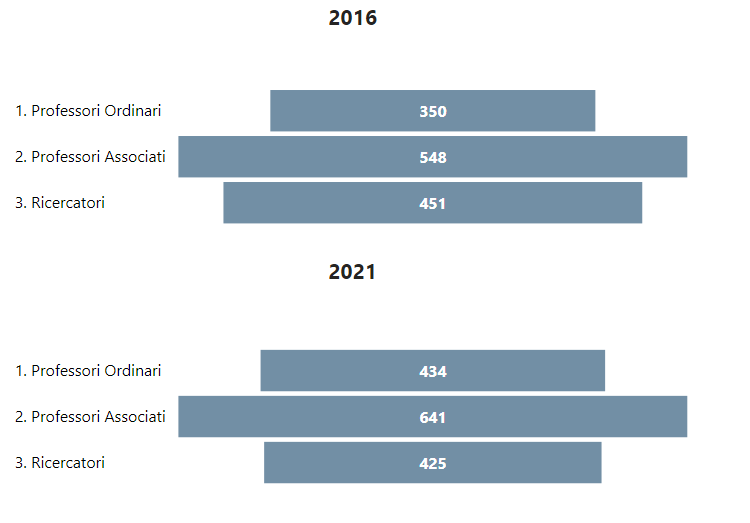 2016
1. Professori Ordinari 350
2. Professori Associati 548
3. Ricercatori 451
2021
1. Professori Ordinari 434
2. Professori Associati 641
3. Ricercatori 425